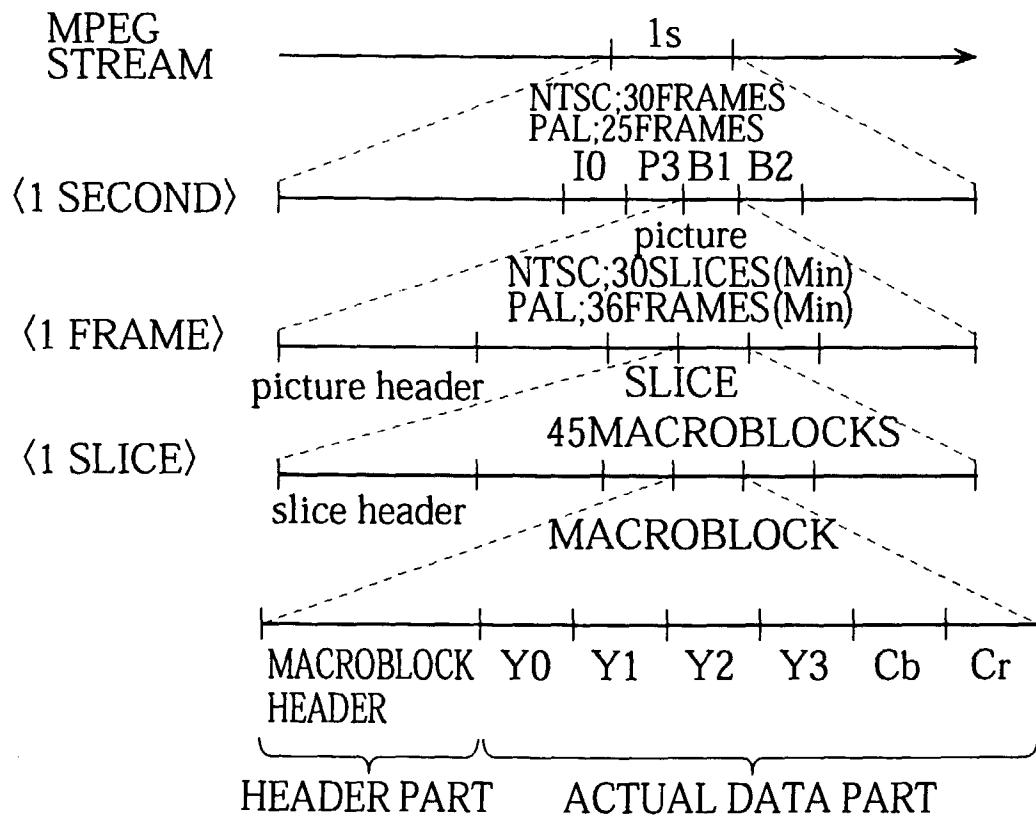 MPEG
STREAM
1s
NTSC;30FRAMES
PAL;25FRAMES
I0 P3 B1 B2
〈1 SECOND〉
picture
NTSC;30SLICES(Min)
PAL;36FRAMES(Min)
〈1 FRAME〉
picture header
SLICE
45MACROBLOCKS
〈1 SLICE〉
slice header
MACROBLOCK
MACROBLOCK
HEADER
Y0 Y1 Y2 Y3 Cb Cr
HEADER PART
ACTUAL DATA PART